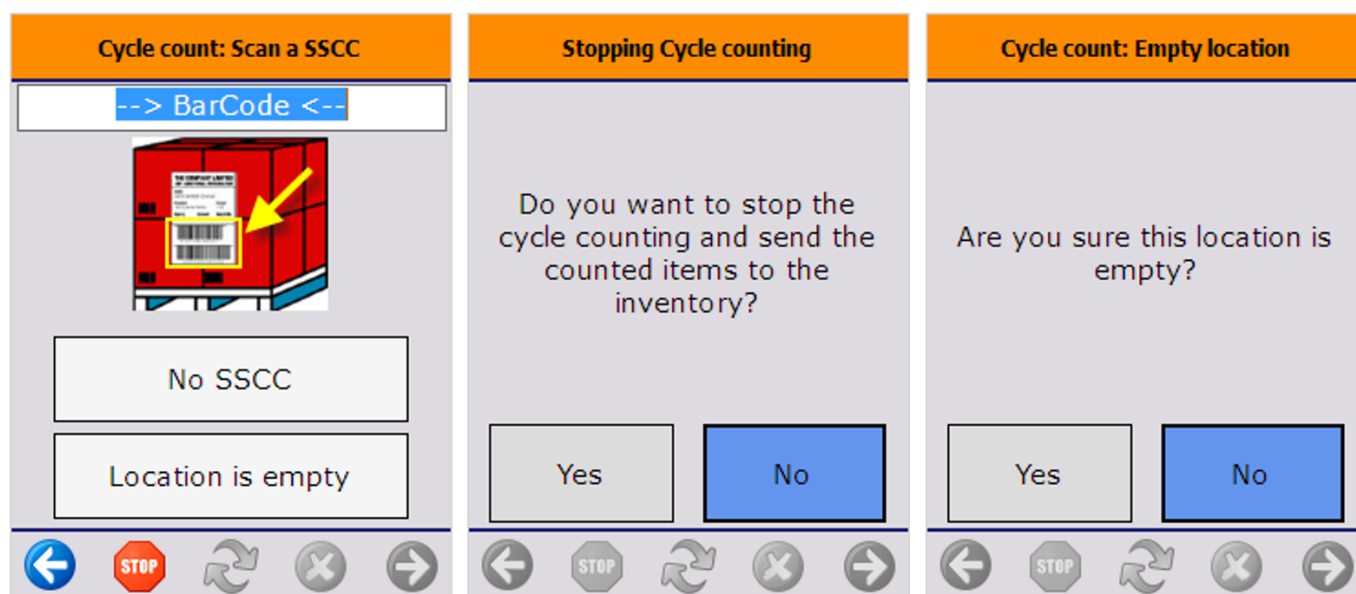 Cycle count: Scan a SSCC
--> BarCode <--
No SSCC
Location is empty
STOP
Stopping Cycle counting
Do you want to stop the
cycle counting and send the
counted items to the
inventory?
Yes
No
STOP
Cycle count: Empty location
Are you sure this location is
empty?
Yes
No
STOP